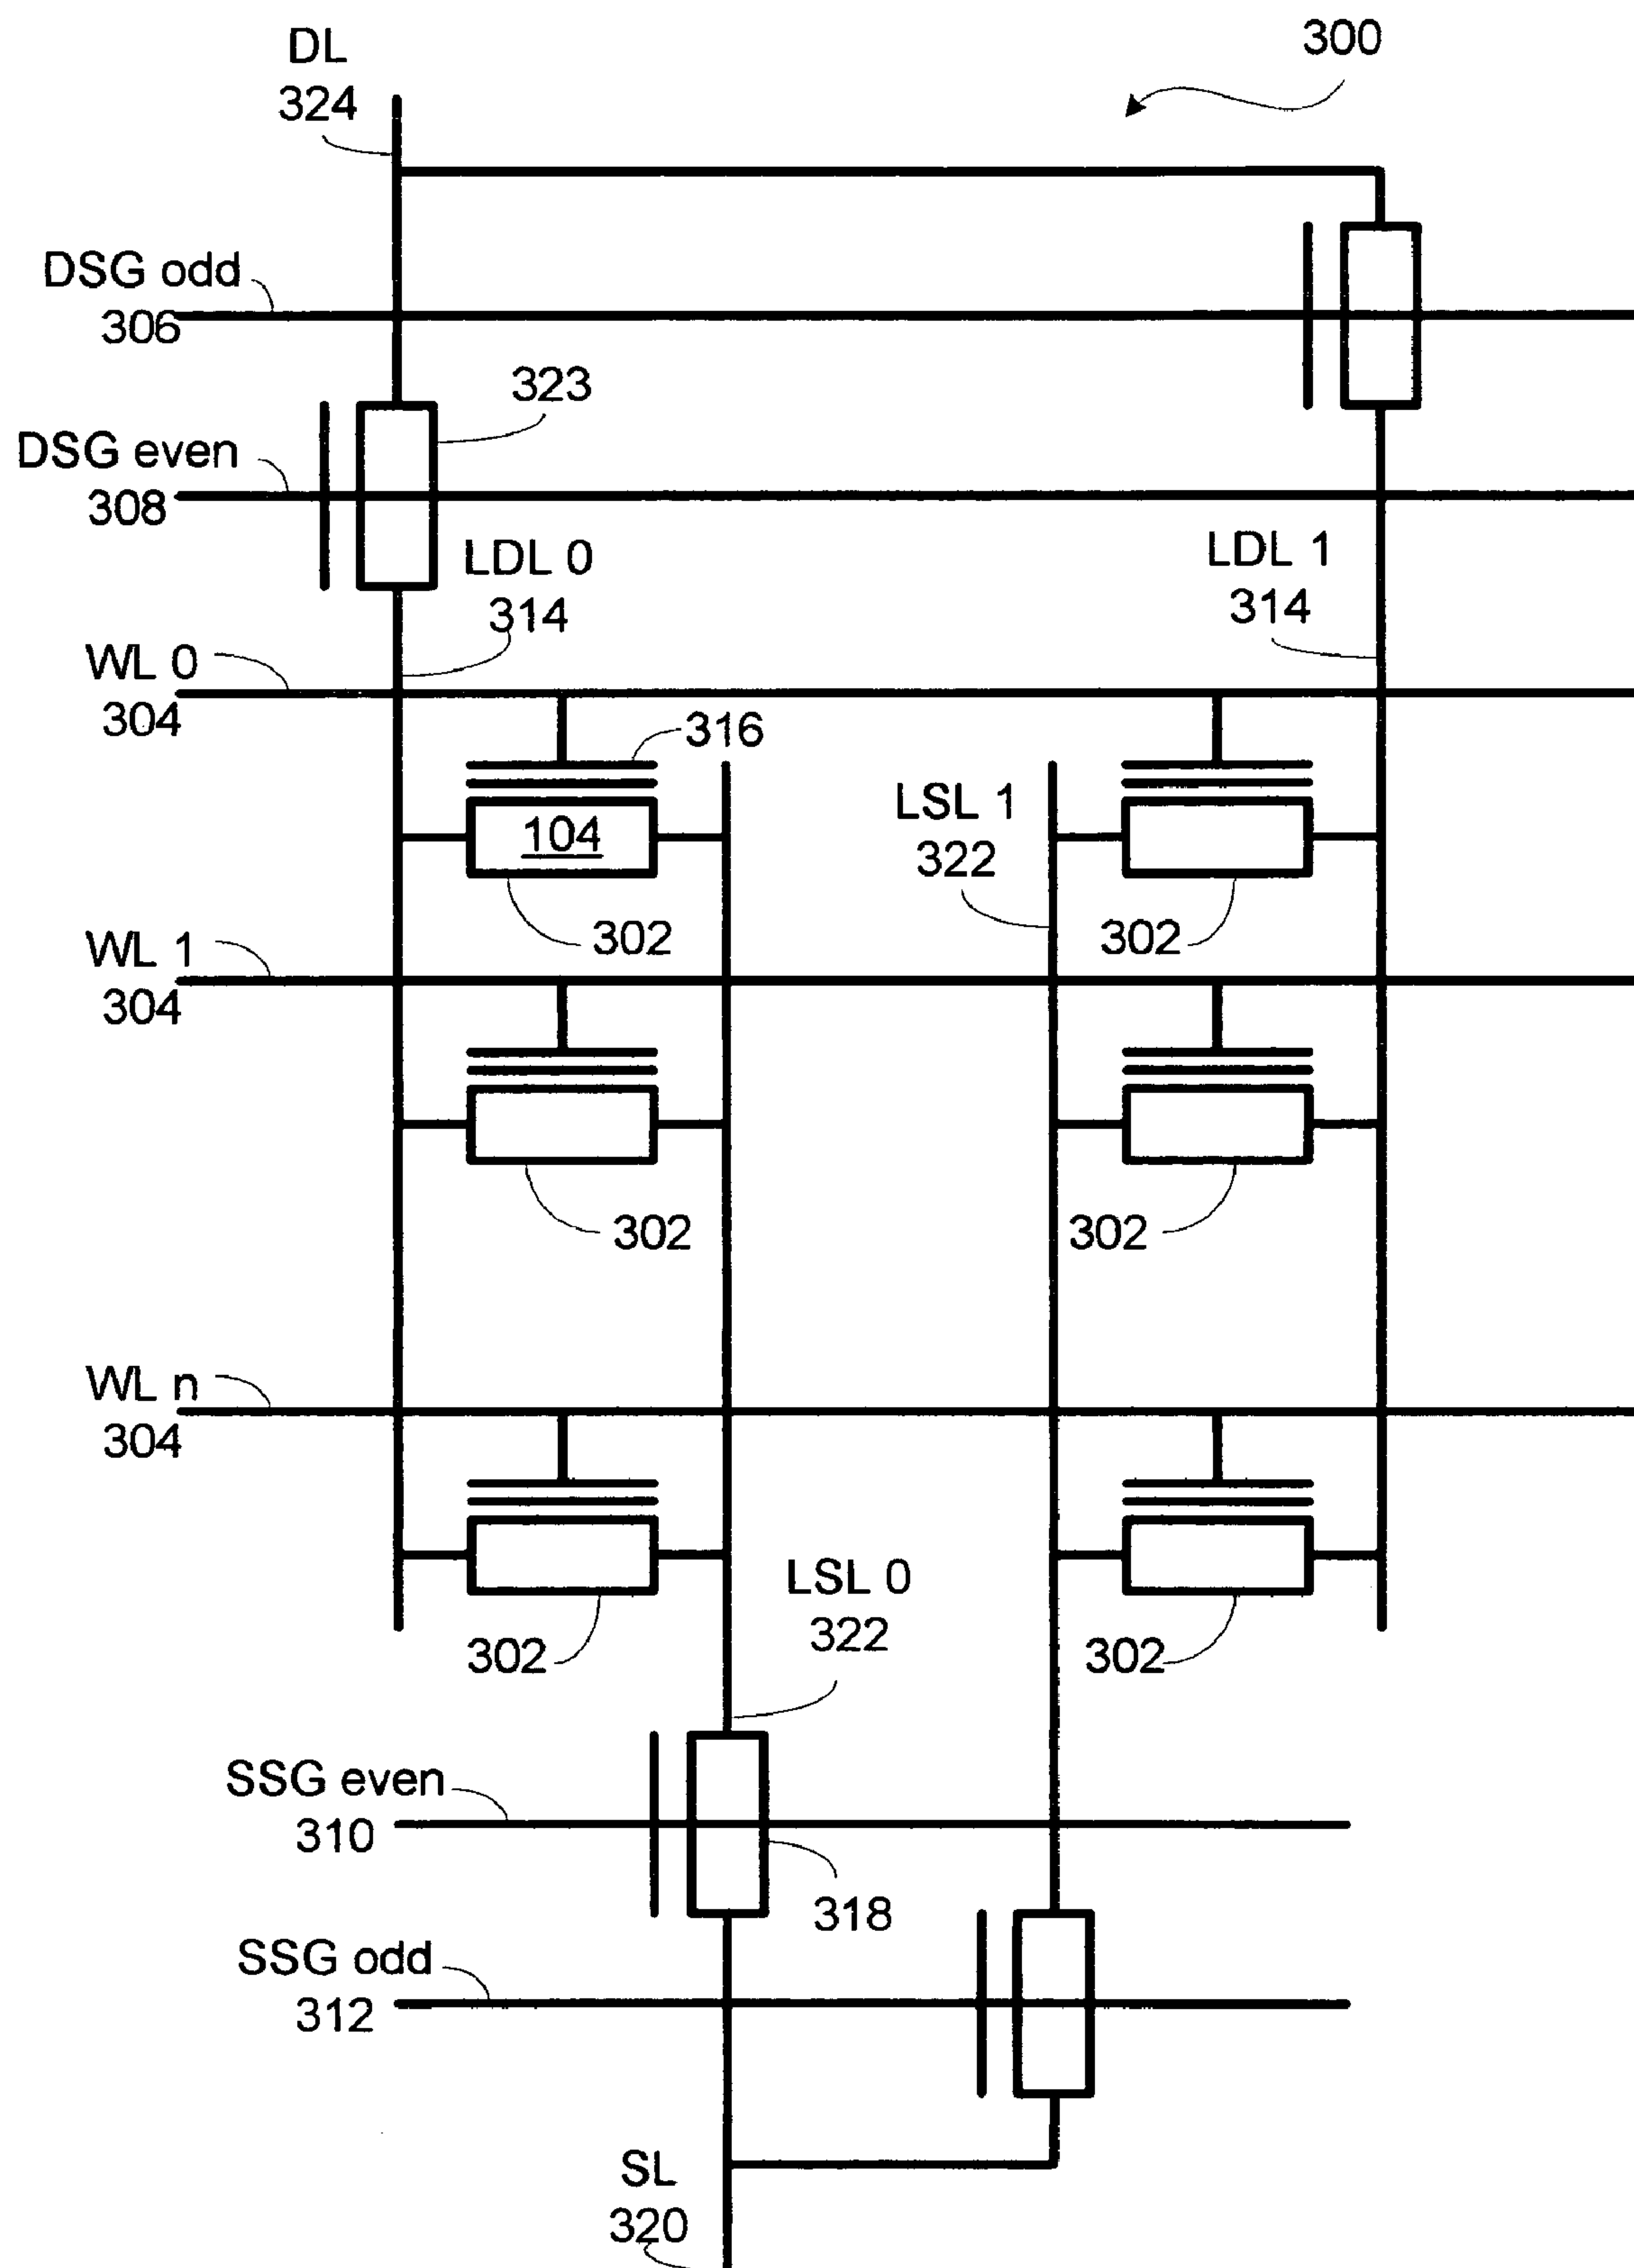 DL
324
300
DSG odd
306
323
DSG even
308
LDL 0
314
LDL 1
314
WL 0
304
316
104
LSL 1
322
302
302
WL 1
304
302
302
WL n
304
LSL 0
322
302
302
SSG even
310
318
SSG odd
312
SL
320